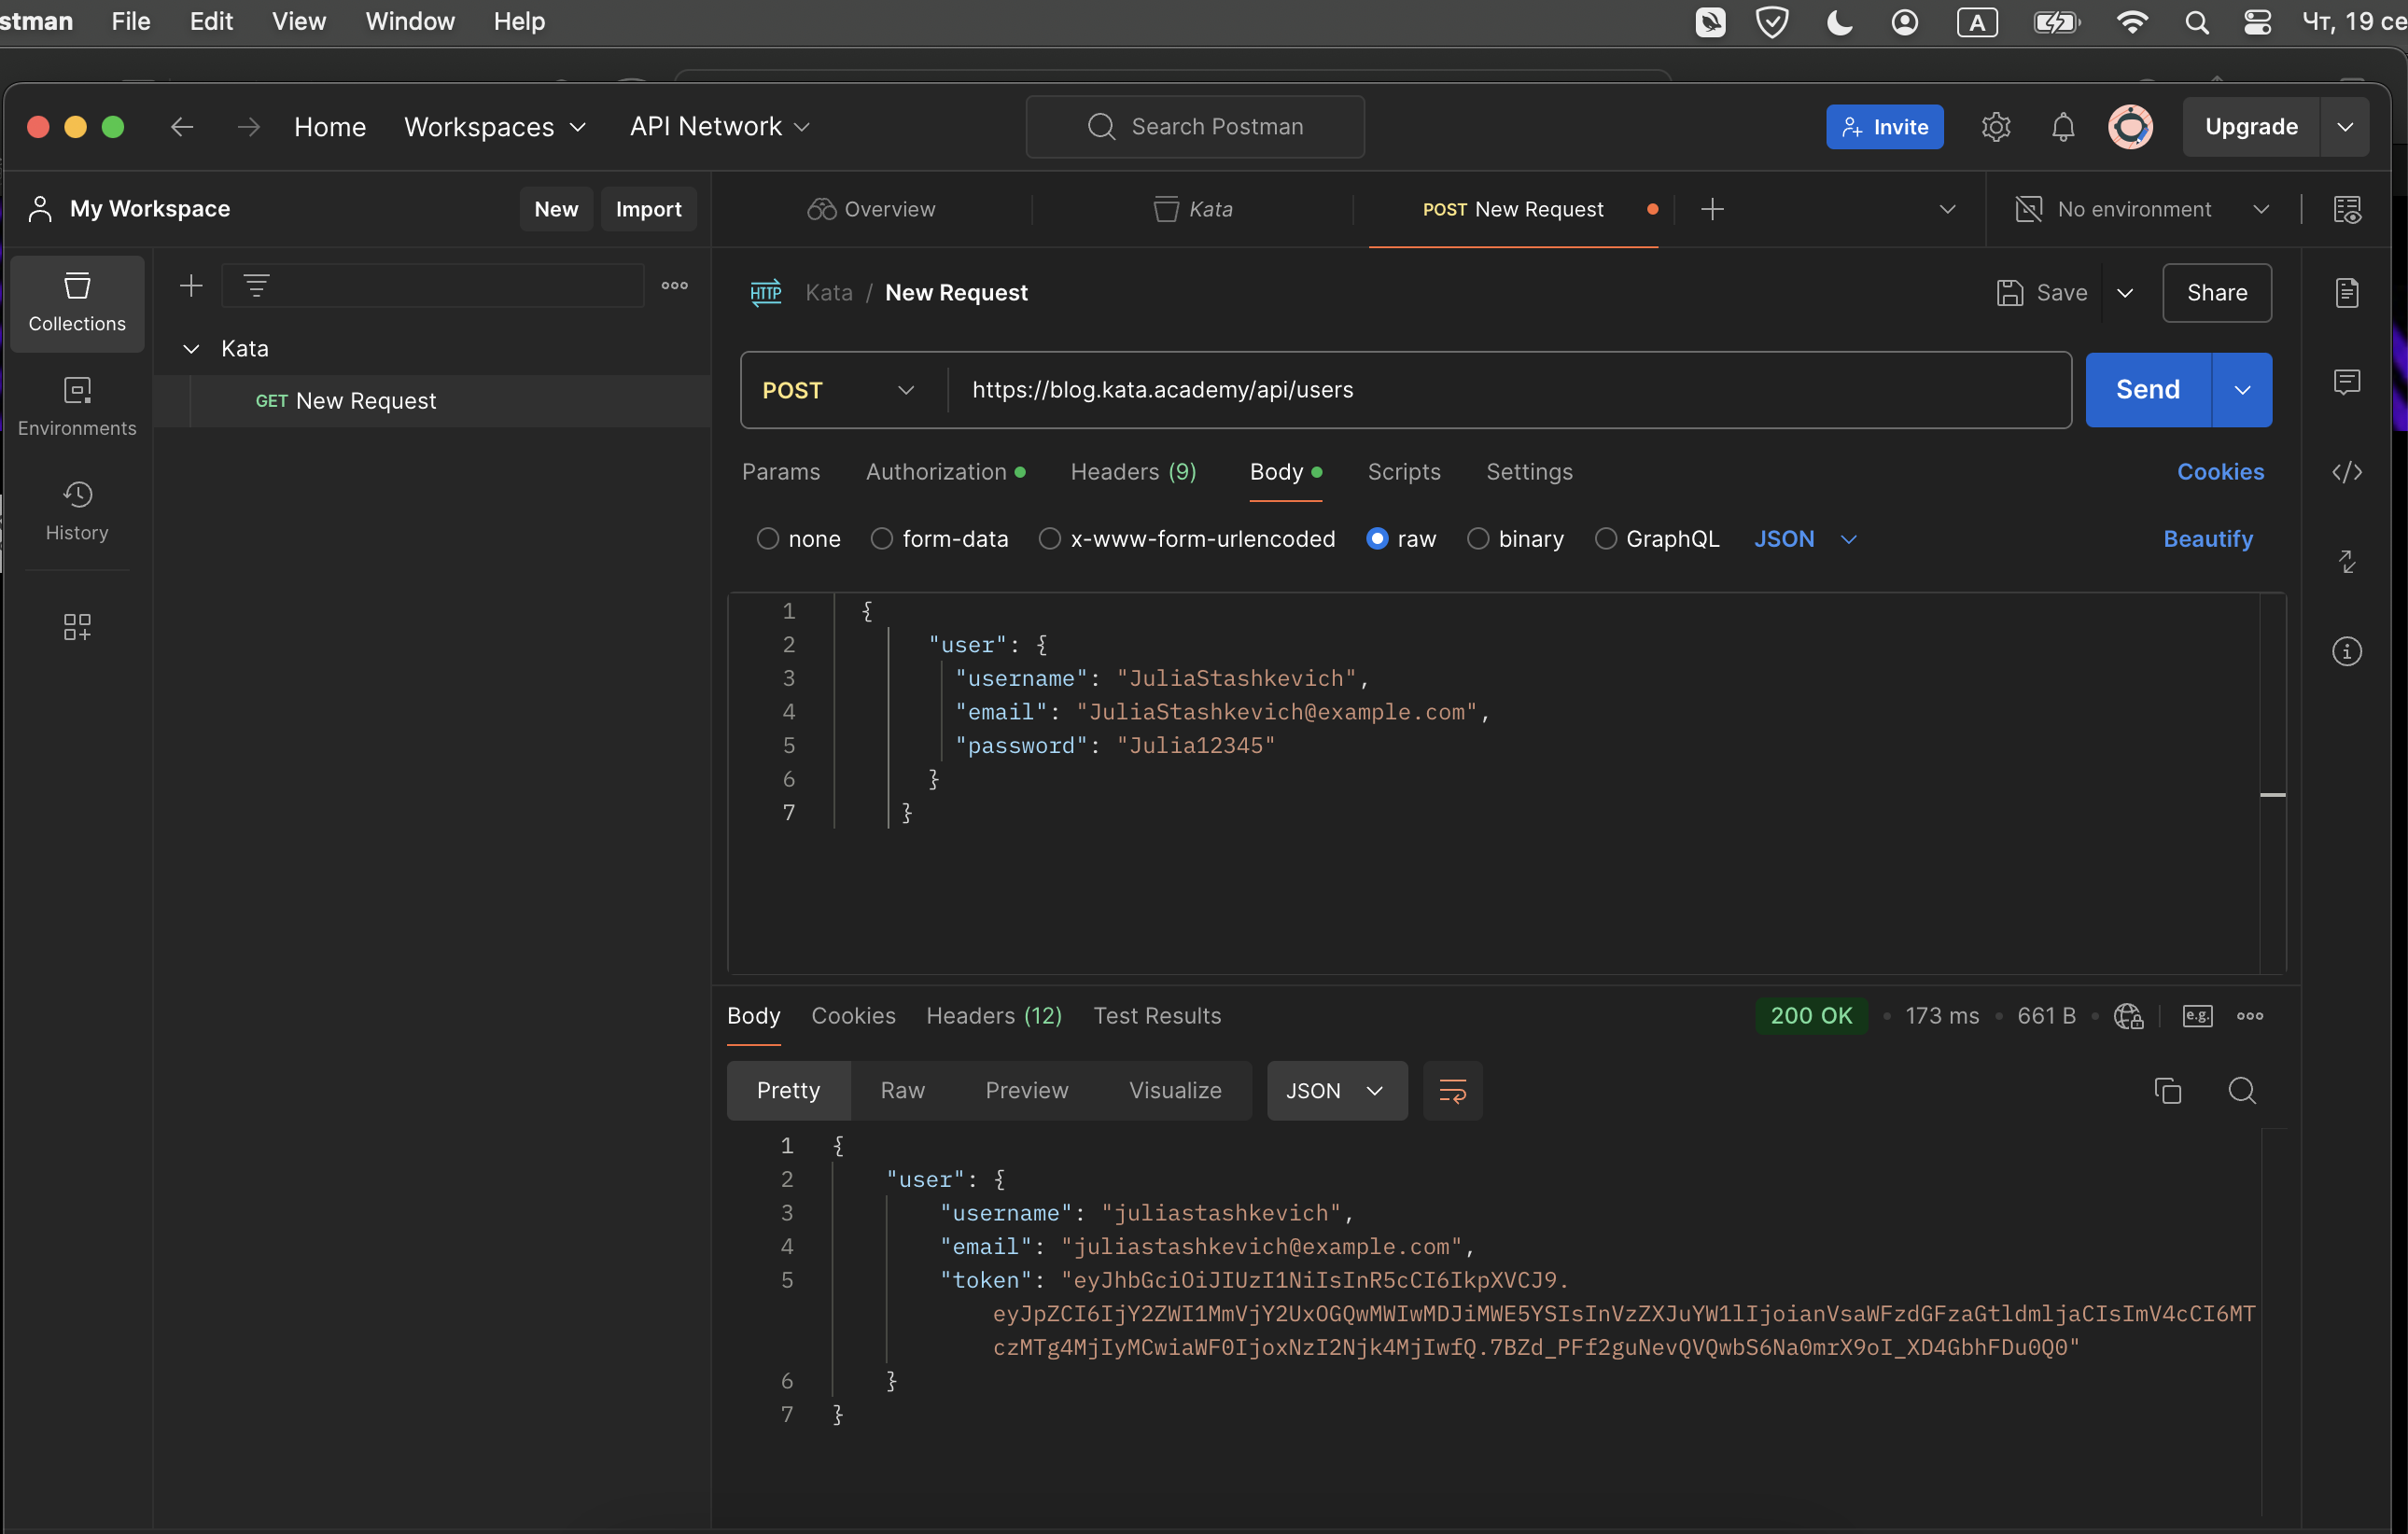 stman File Edit View Window Help A Чт, 19 се
Home Workspaces API Network Search Postman Invite Upgrade
My Workspace New Import Overview Kata POST New Request No environment
HTTP Kata / New Request Save Share
Collections
Kata
GET New Request
POST https://blog.kata.academy/api/users Send
Environments
History
Params Authorization Headers (9) Body Scripts Settings Cookies
none form-data x-www-form-urlencoded raw binary GraphQL JSON Beautify
1 {
2 "user": {
3 "username": "JuliaStashkevich",
4 "email": "JuliaStashkevich@example.com",
5 "password": "Julia12345"
6 }
7 }
Body Cookies Headers (12) Test Results 200 OK • 173 ms • 661 B • e.g.
Pretty Raw Preview Visualize JSON
1 {
2 "user": {
3 "username": "juliastashkevich",
4 "email": "juliastashkevich@example.com",
5 "token": "eyJhbGciOiJIUzI1NiIsInR5cCI6IkpXVCJ9.
eyJpZCI6IjY2ZWI1MmVjY2UxOGQwMWIwMDJiMWE5YSIsInVzZXJuYW1lIjoianVsaWFzdGFzaGtldmljaCIsImV4cCI6MT
czMTg4MjIyMCwiaWF0IjoxNzI2Njk4MjIwfQ.7BZd_PFf2guNevQVQwbS6Na0mrX9oI_XD4GbhFDu0Q0"
6 }
7 }